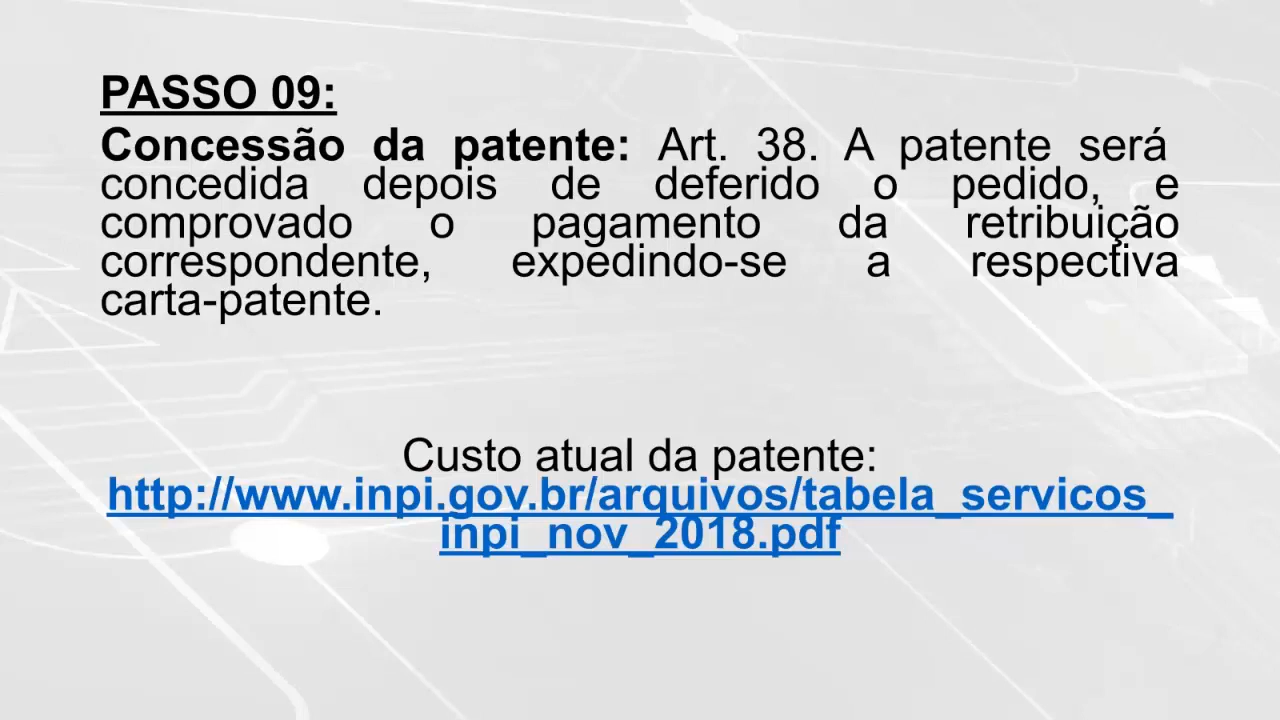 PASSO 09:
Concessão da patente: Art. 38. A patente será
concedida depois de deferido o pedido, e
comprovado o pagamento da retribuição
correspondente, expedindo-se a respectiva
carta-patente.
Custo atual da patente:
http://www.inpi.gov.br/arquivos/tabela_servicos_
inpi_nov_2018.pdf